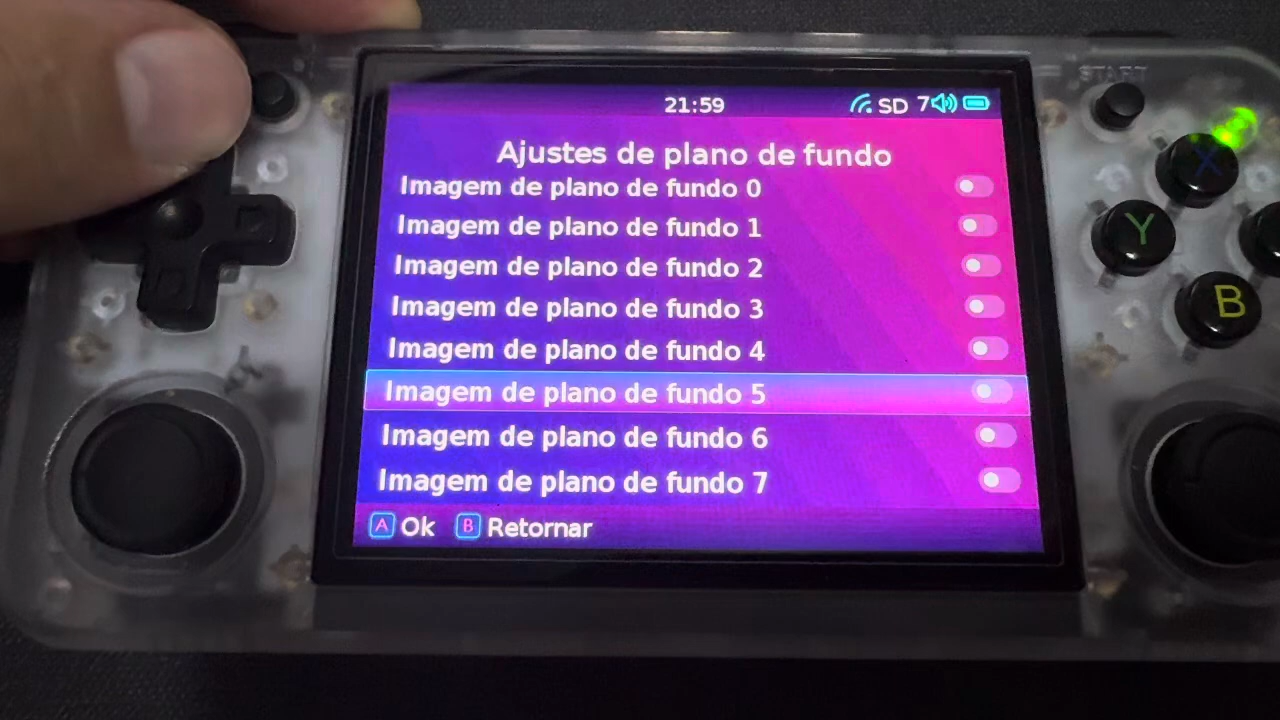 START
21:59 SD 7
Ajustes de plano de fundo
Imagem de plano de fundo 0
Imagem de plano de fundo 1
Imagem de plano de fundo 2
Imagem de plano de fundo 3
Imagem de plano de fundo 4
Imagem de plano de fundo 5
Imagem de plano de fundo 6
Imagem de plano de fundo 7
A Ok B Retornar
X
Y
B